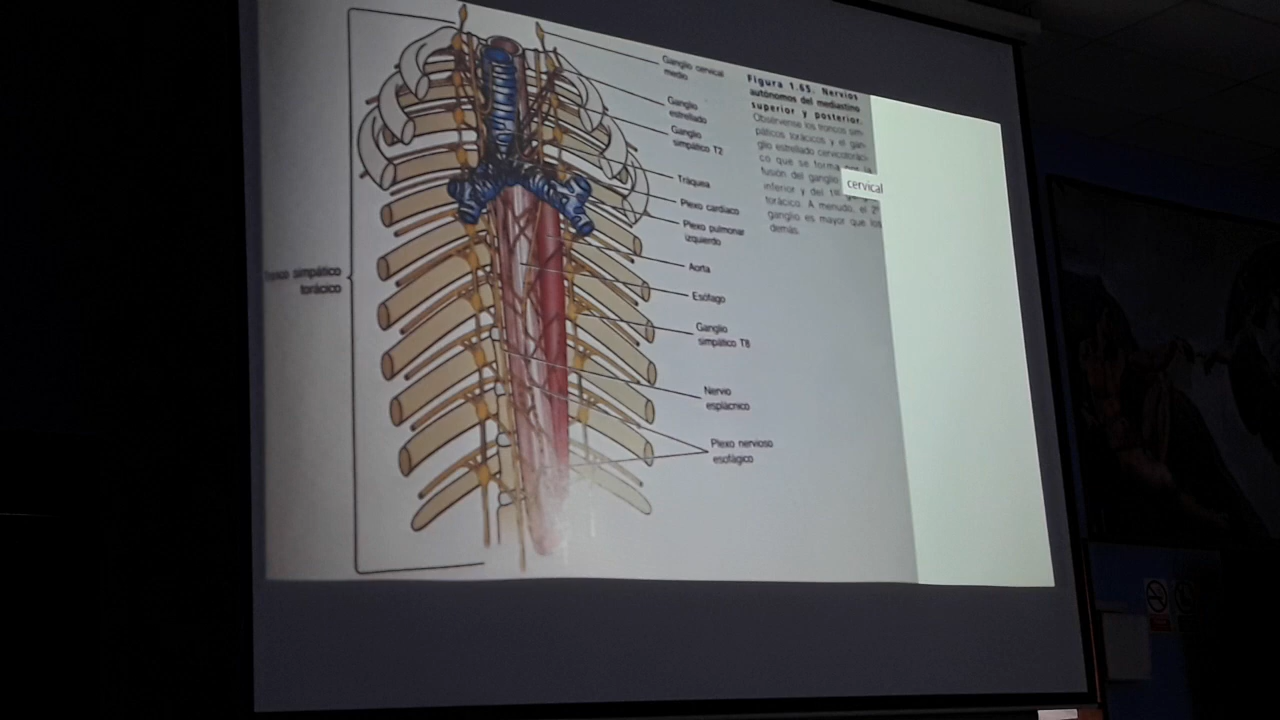 Ganglio cervical
medio
Ganglio
estrellado
Ganglio
simpático T2
Tráquea
Plexo cardíaco
Plexo pulmonar
izquierdo
Aorta
Esófago
Ganglio
simpático T8
Nervio
esplácnico
Plexo nervioso
esofágico
simpático
torácico
Figura 1.65. Nervios
autónomos del mediastino
superior y posterior.
Obsérvense los troncos sim-
páticos torácicos y el gan-
glio estrellado cervicotoráci-
co que se forma por la
fusión del ganglio cervical
inferior y del 1er
torácico. A menudo, el 2º
ganglio es mayor que los
demás.